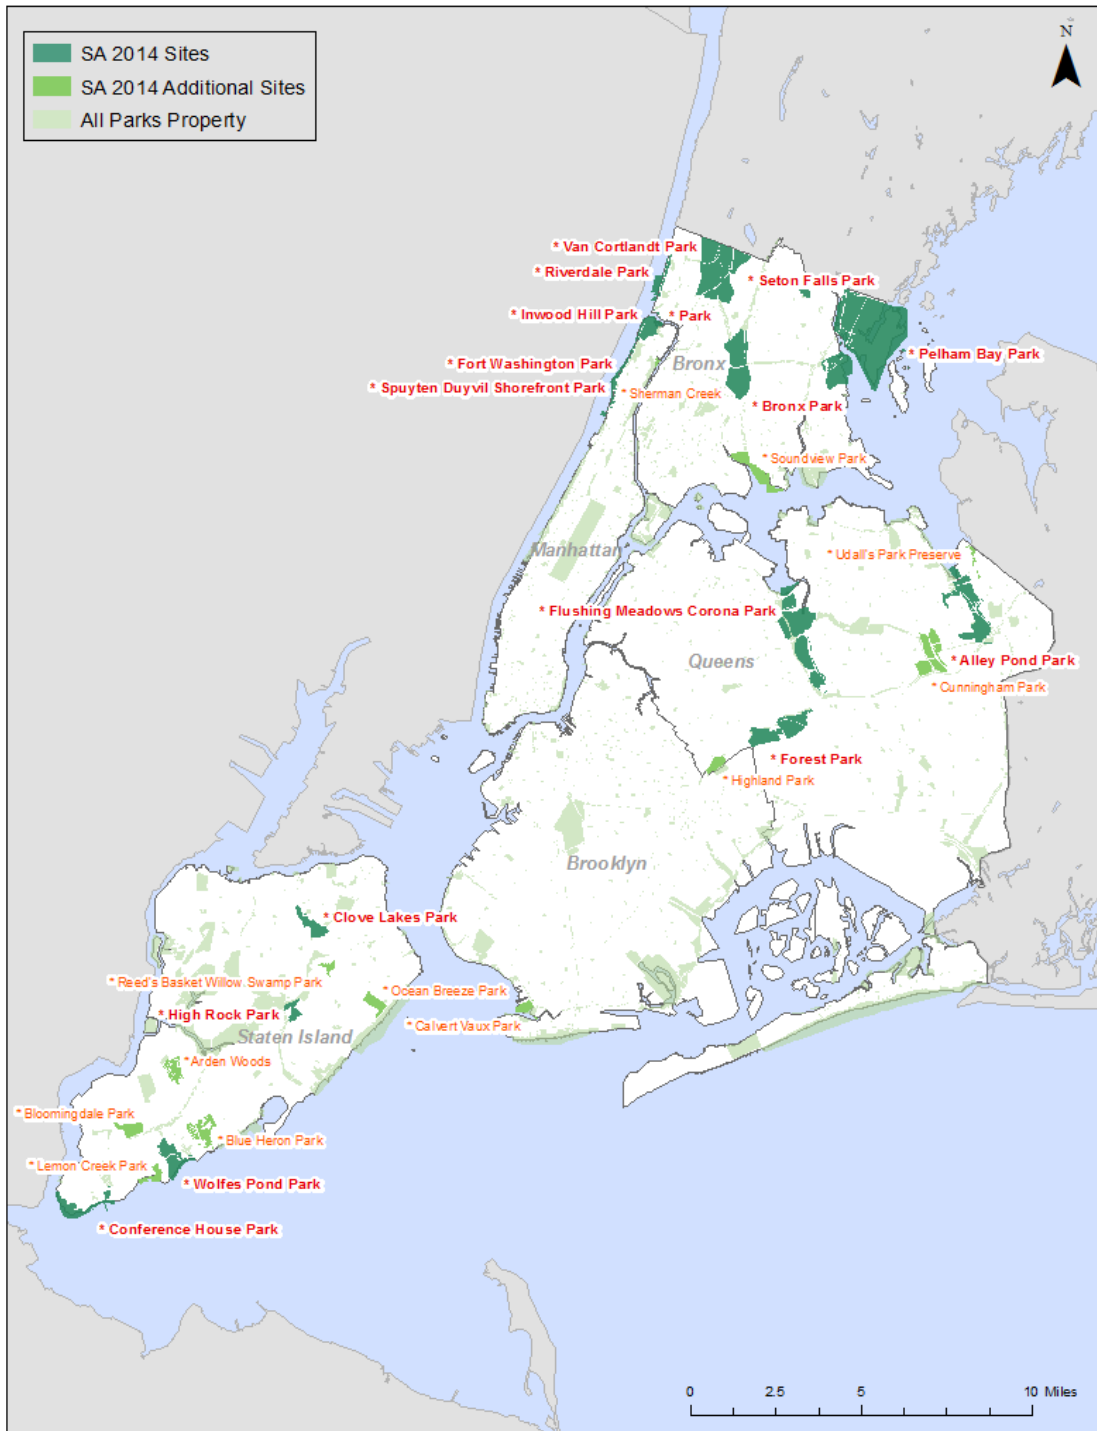 N
SA 2014 Sites
SA 2014 Additional Sites
All Parks Property
* Van Cortlandt Park
* Riverdale Park
* Seton Falls Park
* Inwood Hill Park
* Park
* Pelham Bay Park
* Fort Washington Park
Bronx
* Spuyten Duyvil Shorefront Park
* Sherman Creek
* Bronx Park
* Soundview Park
Manhattan
* Udall's Park Preserve
* Flushing Meadows Corona Park
Queens
* Alley Pond Park
* Cunningham Park
* Forest Park
* Highland Park
Brooklyn
* Clove Lakes Park
* Reed's Basket Willow Swamp Park
* Ocean Breeze Park
* High Rock Park
* Calvert Vaux Park
Staten Island
* Arden Woods
* Bloomingdale Park
* Blue Heron Park
* Lemon Creek Park
* Wolfes Pond Park
* Conference House Park
0 2.5 5 10 Miles